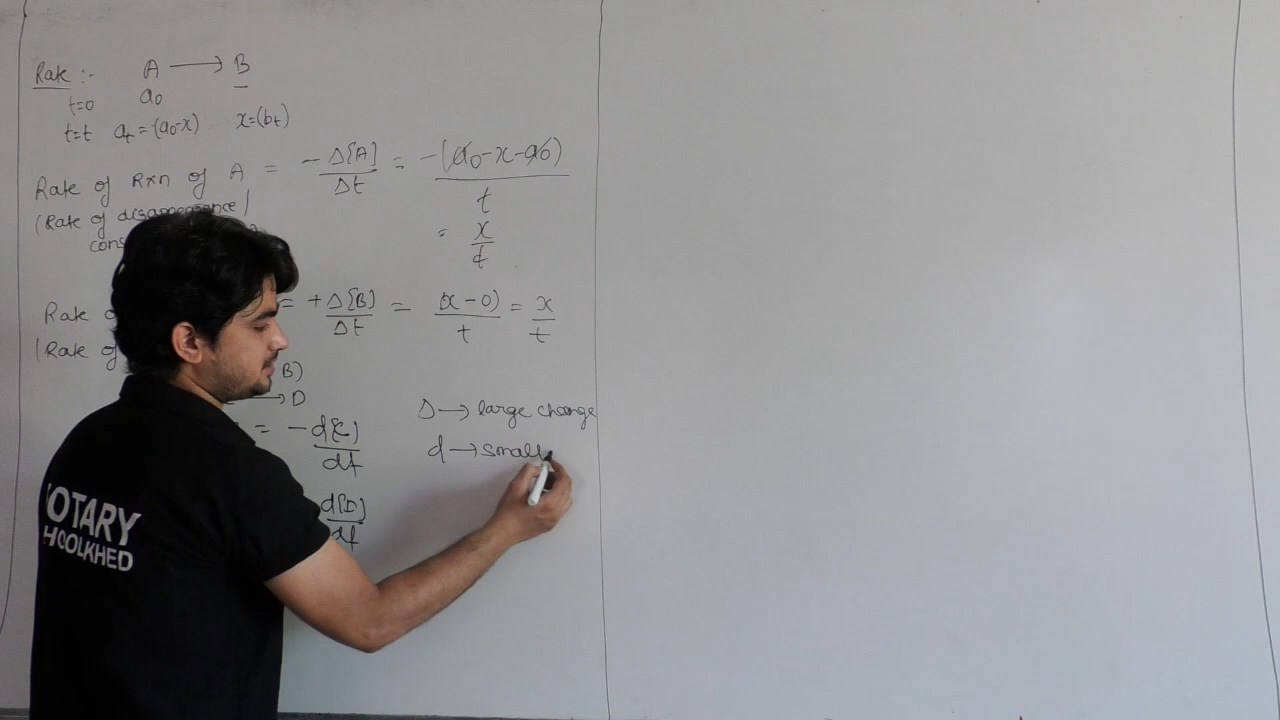 Rate :- A ⟶ B
t=0 a₀
t=t aₜ = (a₀-x) x=(bₜ)
Rate of Rxn of A = - Δ[A]/Δt = -(a₀-x-a₀)/t
(Rate of disappearance/
= x/t
Rate = +Δ[B]/Δt = (x-0)/t = x/t
(Rate of
B)
⟶ D
= -d[C]/dt
Δ ⟶ large change
d ⟶ small
d[D]/dt
OTARY
HOOLKHED